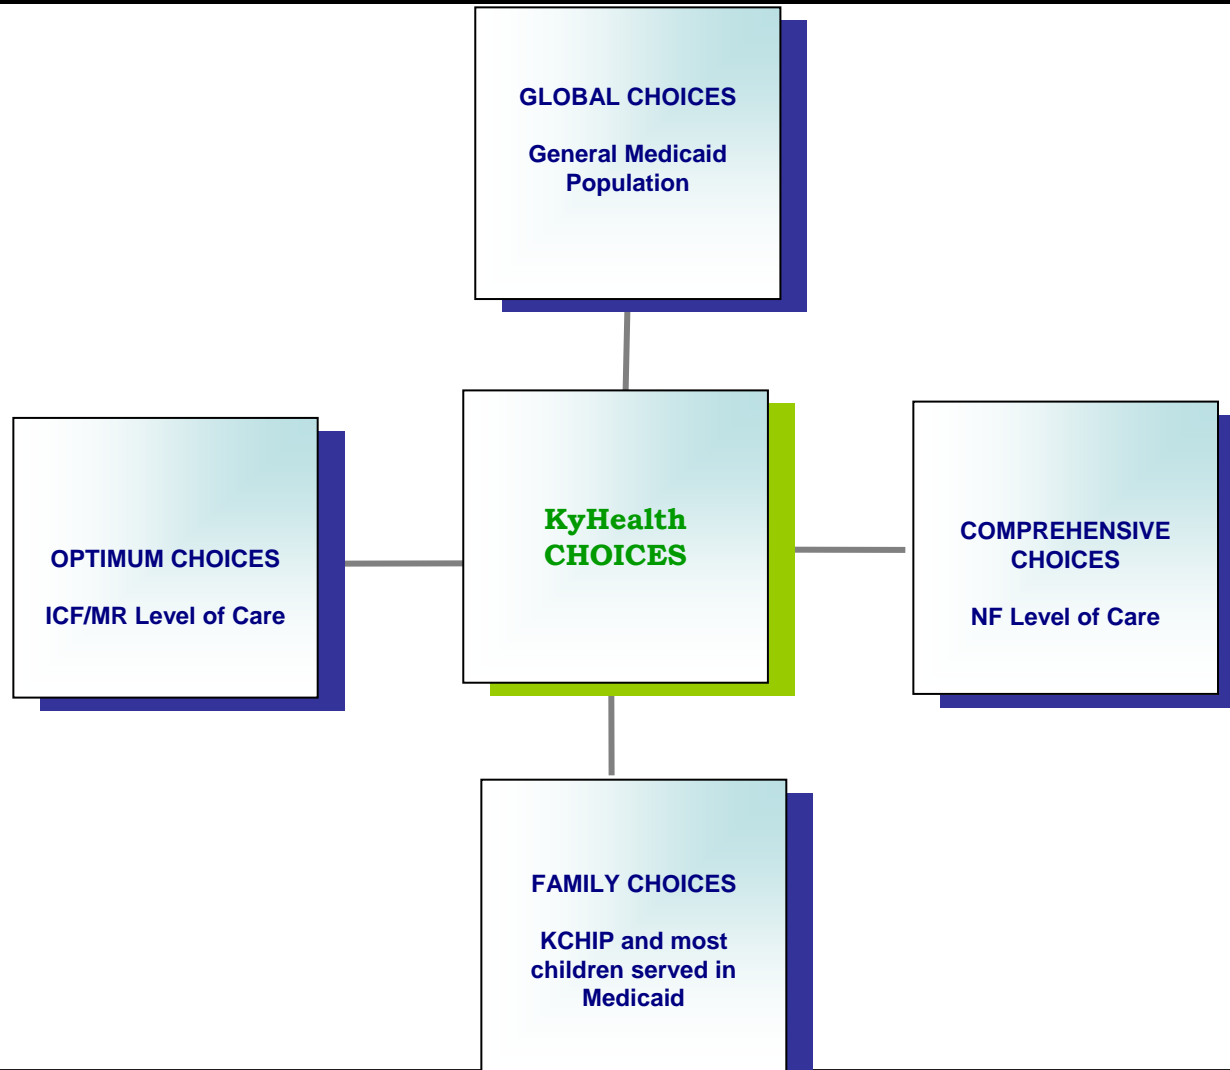 GLOBAL CHOICES
General Medicaid
Population
KyHealth
CHOICES
OPTIMUM CHOICES
ICF/MR Level of Care
COMPREHENSIVE
CHOICES
NF Level of Care
FAMILY CHOICES
KCHIP and most
children served in
Medicaid